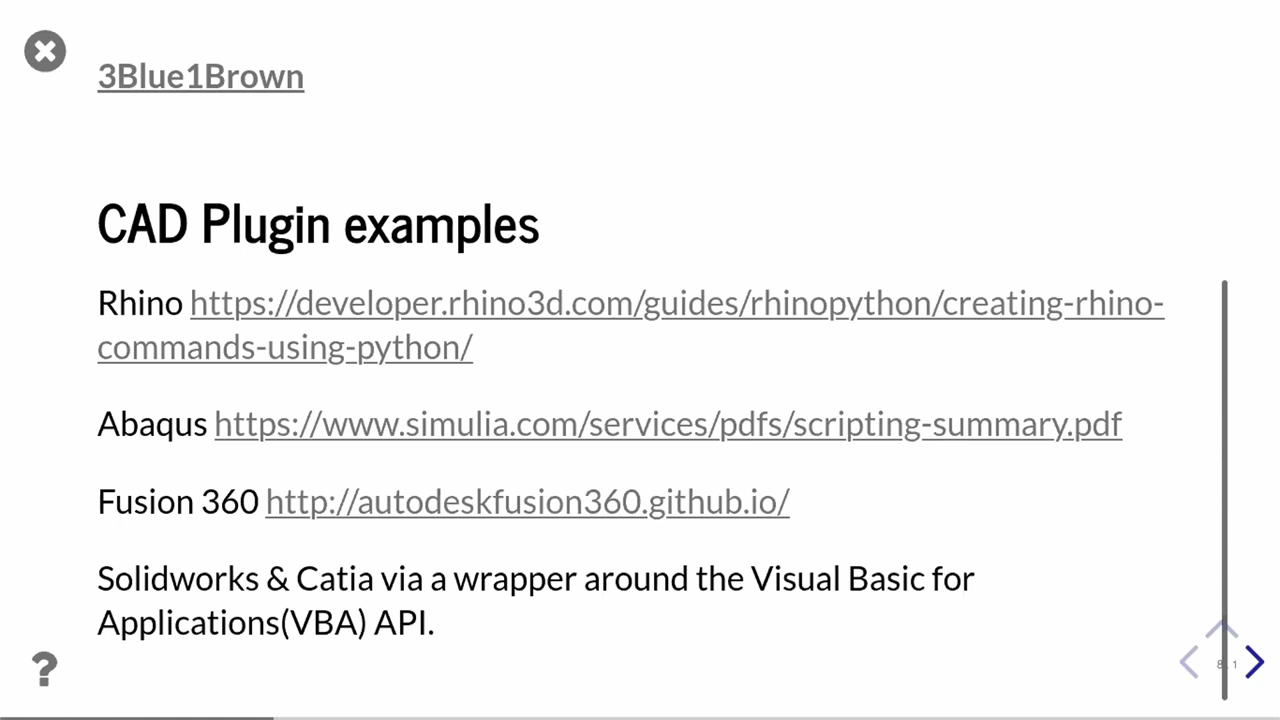 3Blue1Brown
CAD Plugin examples
Rhino https://developer.rhino3d.com/guides/rhinopython/creating-rhino-
commands-using-python/
Abaqus https://www.simulia.com/services/pdfs/scripting-summary.pdf
Fusion 360 http://autodeskfusion360.github.io/
Solidworks & Catia via a wrapper around the Visual Basic for
Applications(VBA) API.
?